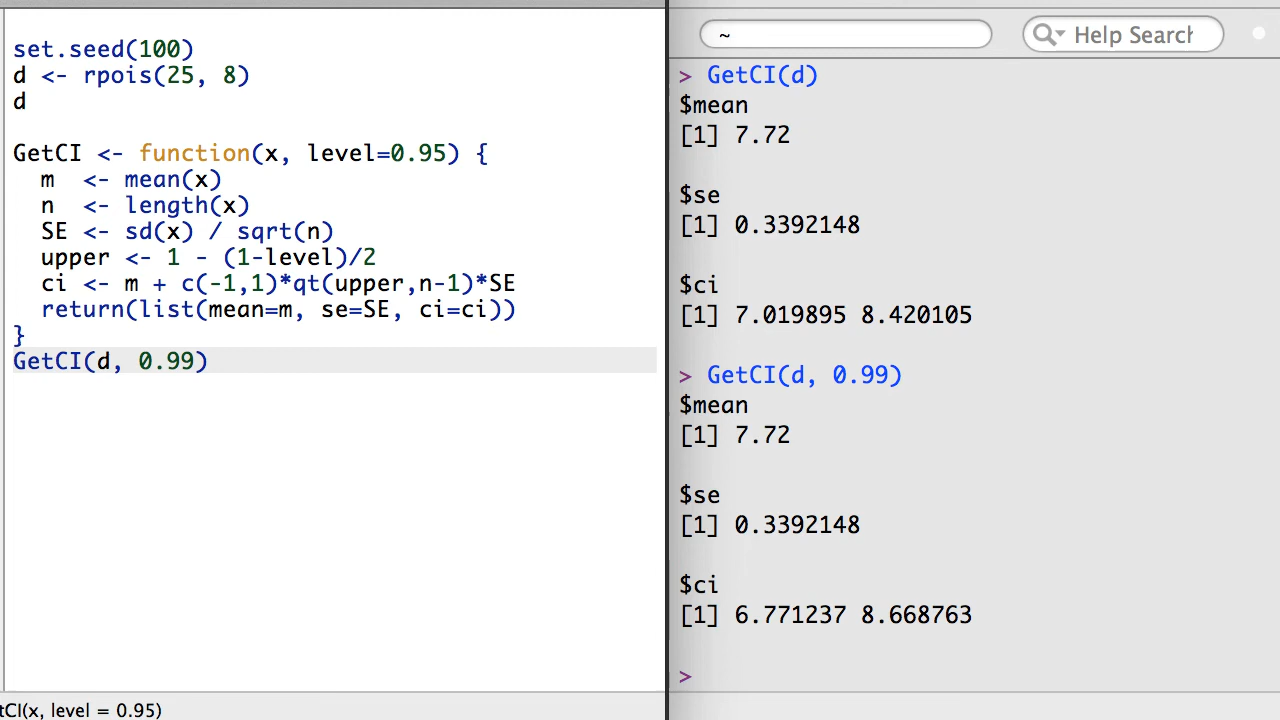 set.seed(100)
d <- rpois(25, 8)
d
GetCI <- function(x, level=0.95) {
m <- mean(x)
n <- length(x)
SE <- sd(x) / sqrt(n)
upper <- 1 - (1-level)/2
ci <- m + c(-1,1)*qt(upper,n-1)*SE
return(list(mean=m, se=SE, ci=ci))
}
GetCI(d, 0.99)
tCI(x, level = 0.95)
~
Help Search
> GetCI(d)
$mean
[1] 7.72
$se
[1] 0.3392148
$ci
[1] 7.019895 8.420105
> GetCI(d, 0.99)
$mean
[1] 7.72
$se
[1] 0.3392148
$ci
[1] 6.771237 8.668763
>